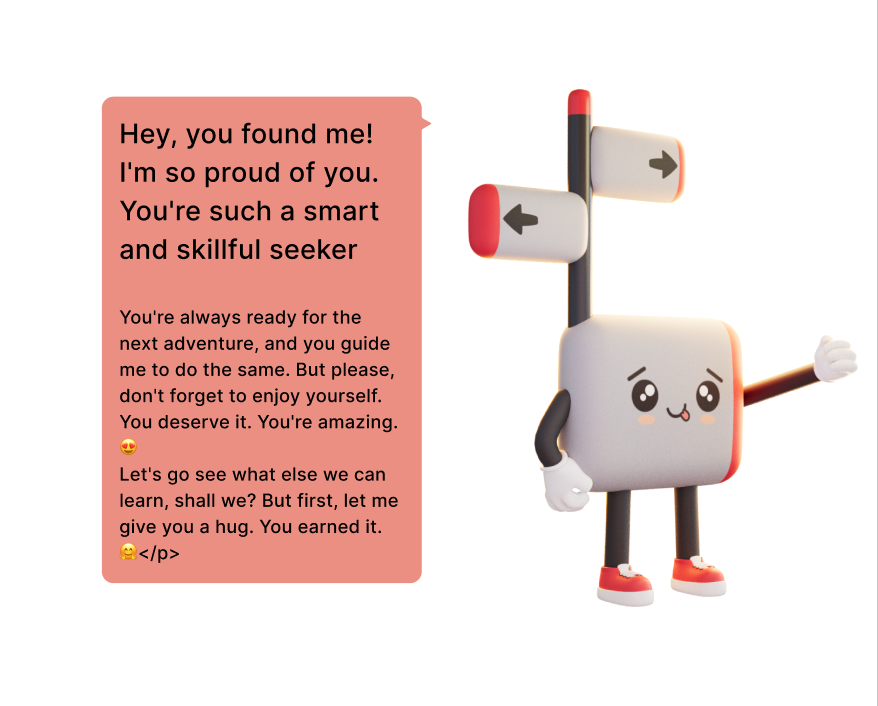 Hey, you found me!
I'm so proud of you.
You're such a smart
and skillful seeker
You're always ready for the
next adventure, and you guide
me to do the same. But please,
don't forget to enjoy yourself.
You deserve it. You're amazing.
😍
Let's go see what else we can
learn, shall we? But first, let me
give you a hug. You earned it.
🤗</p>